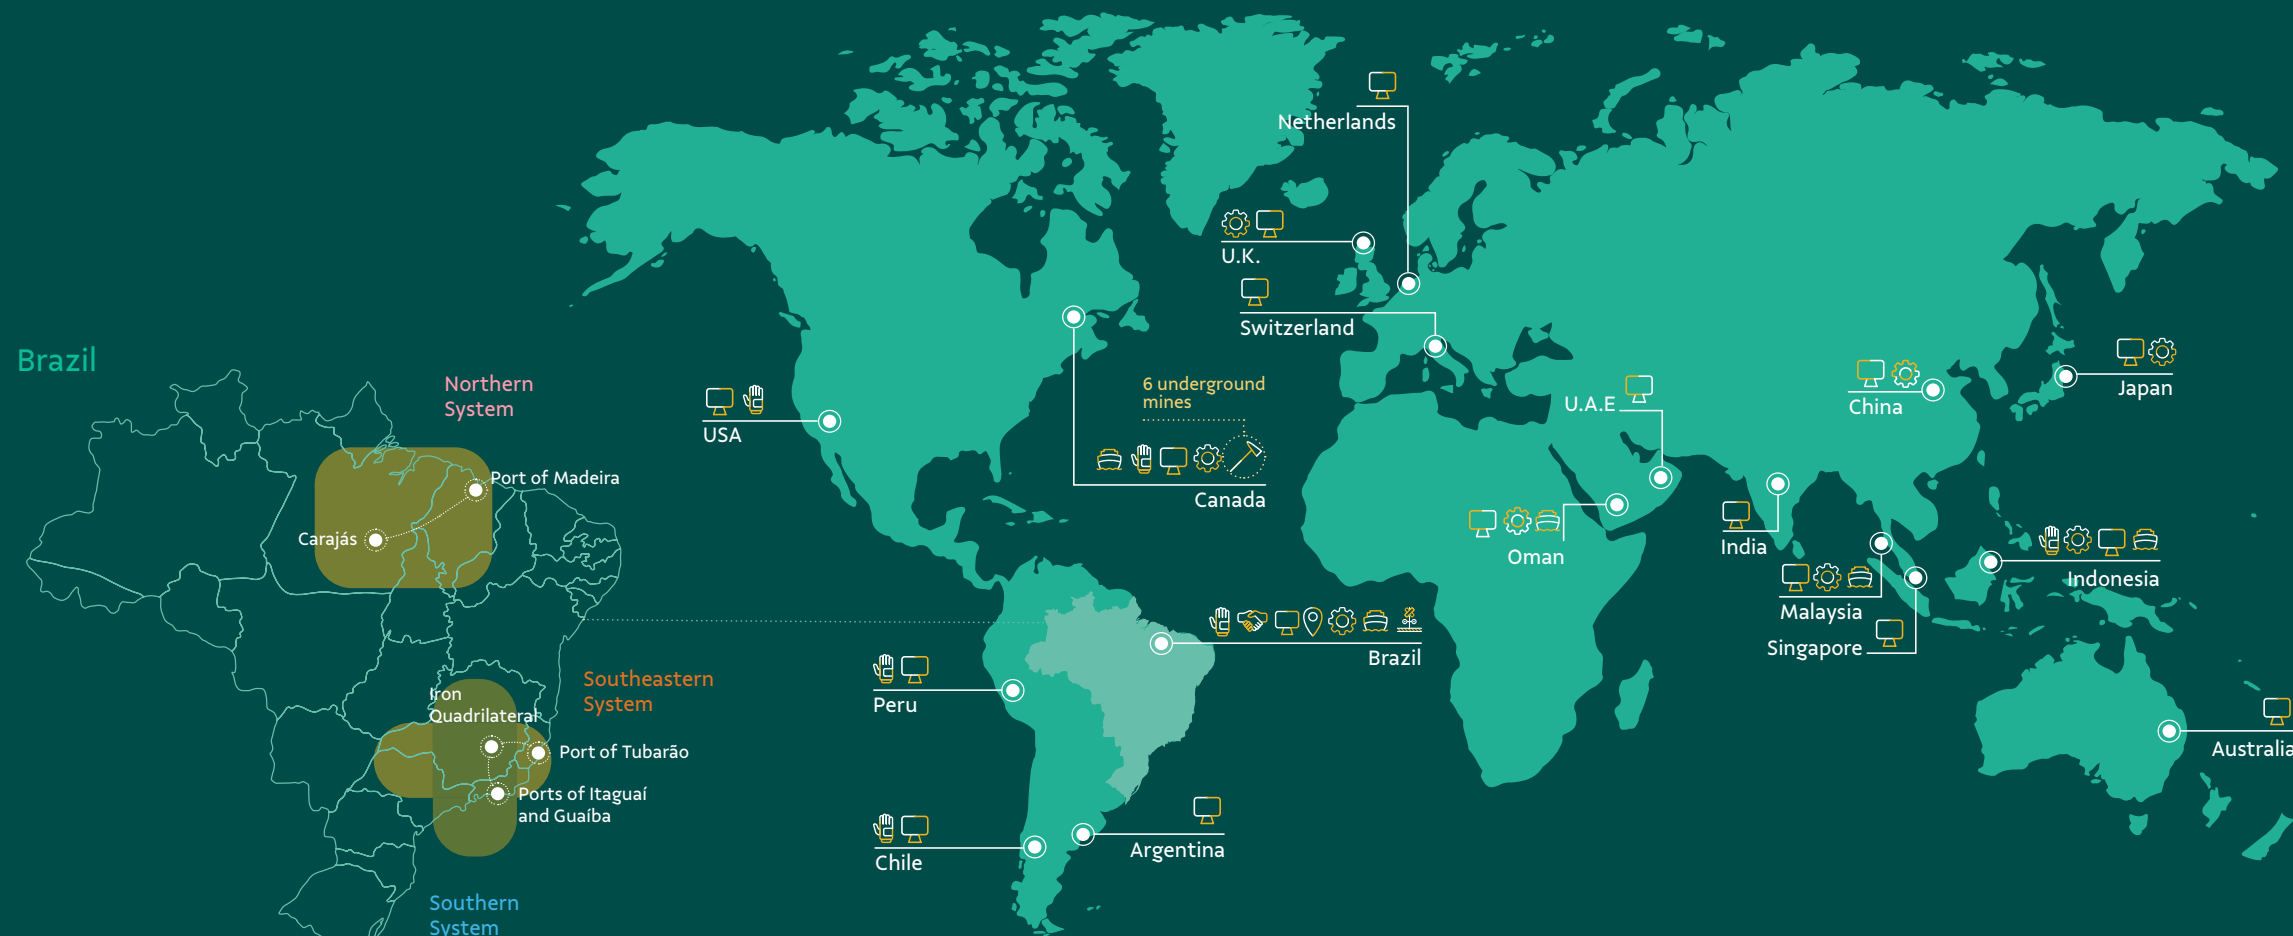 Brazil
Northern
System
Port of Madeira
Carajás
Iron
Quadrilateral
Southeastern
System
Port of Tubarão
Ports of Itaguaí
and Guaíba
Southern
System
Netherlands
U.K.
Switzerland
USA
6 underground
mines
Canada
U.A.E
Oman
China
Japan
India
Malaysia
Singapore
Indonesia
Brazil
Peru
Chile
Argentina
Australia